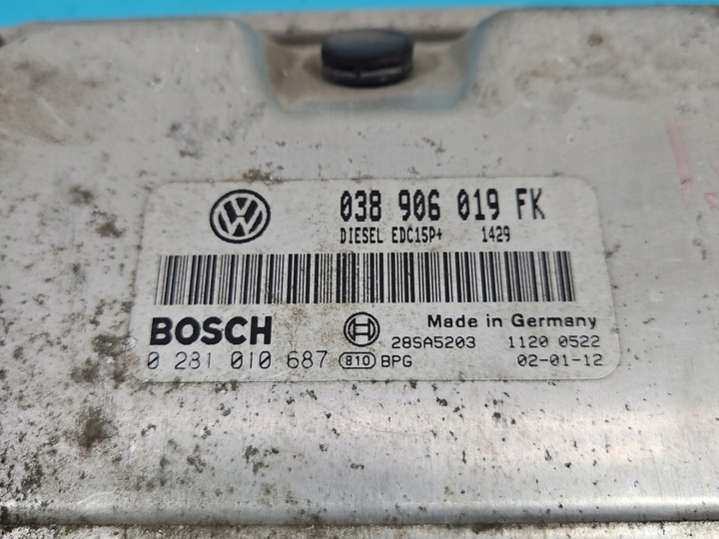 038 906 019 FK
DIESEL EDC15P+ 1429
BOSCH
Made in Germany
28SA5203 1120 0522
0 281 010 687 810 BPG 02-01-12